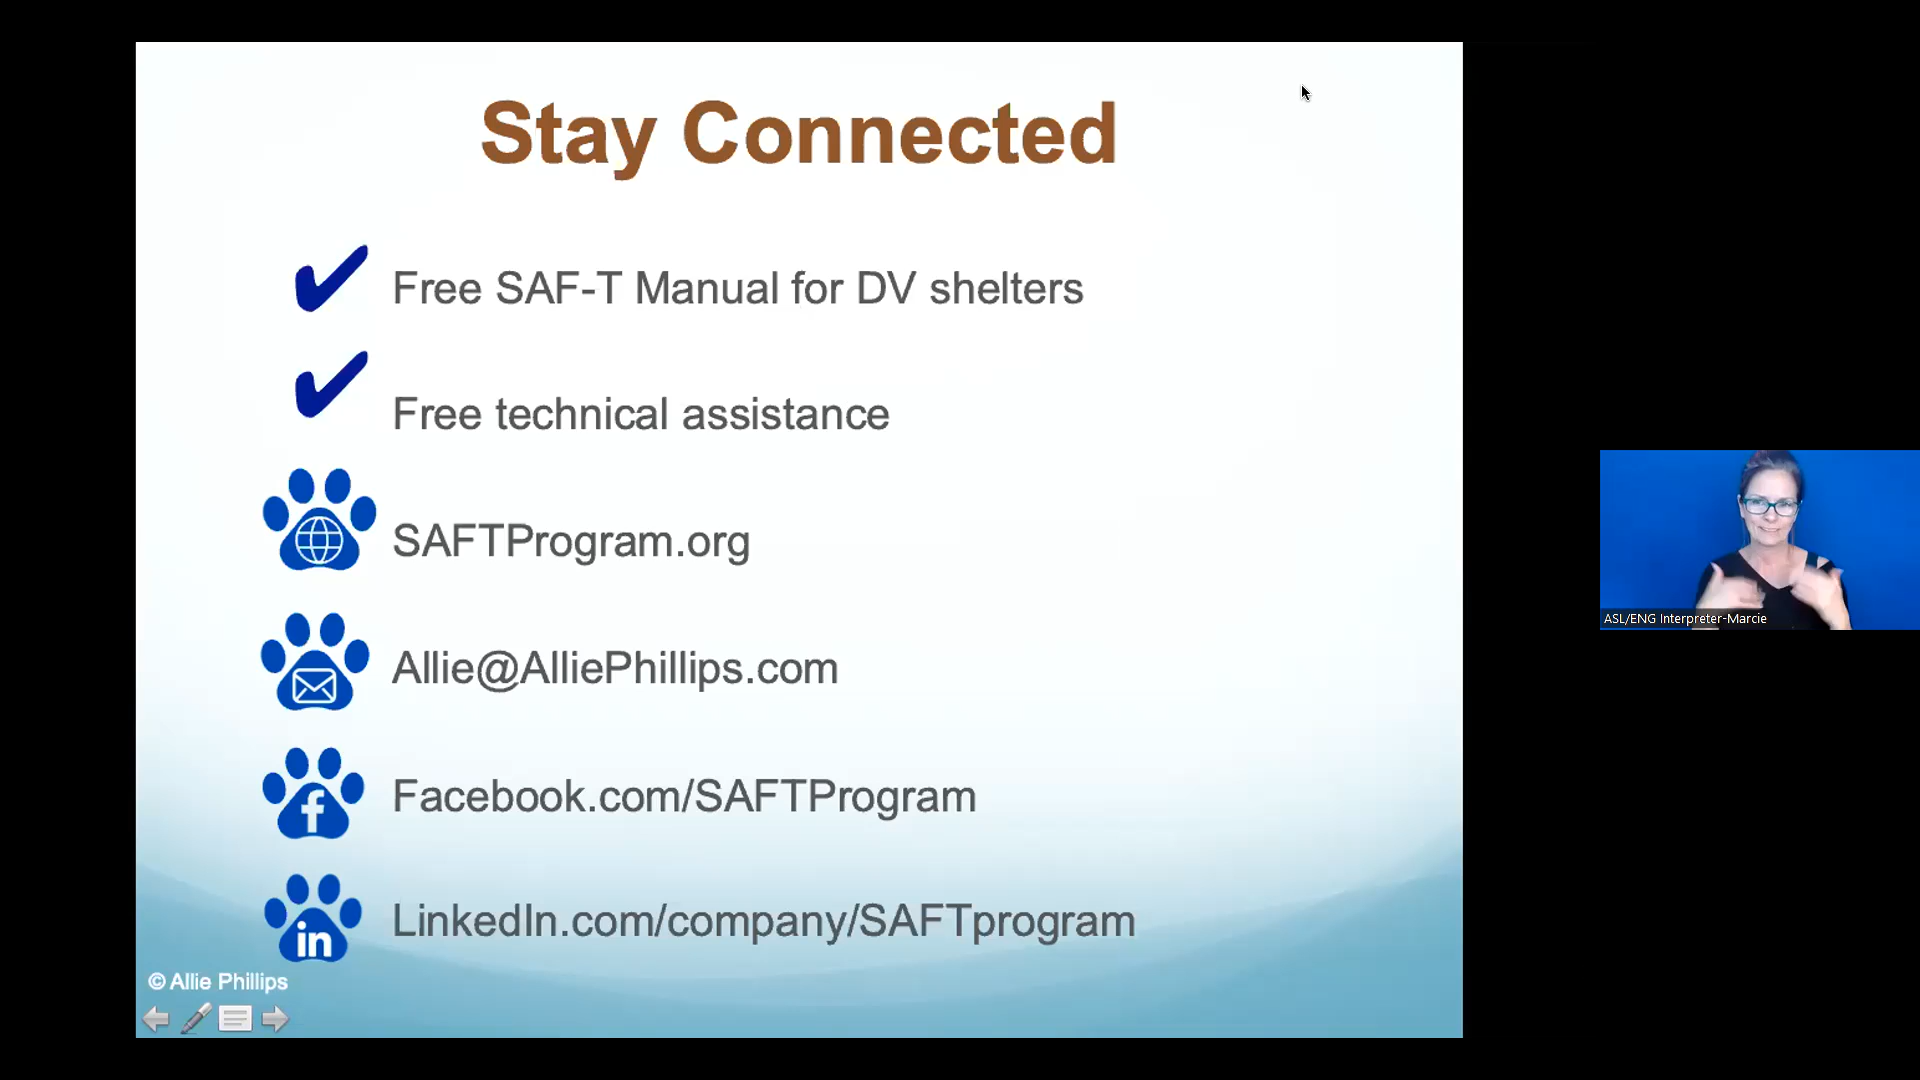 Stay Connected
Free SAF-T Manual for DV shelters
Free technical assistance
SAFTProgram.org
Allie@AlliePhillips.com
f Facebook.com/SAFTProgram
in LinkedIn.com/company/SAFTprogram
© Allie Phillips
ASL/ENG Interpreter-Marcie